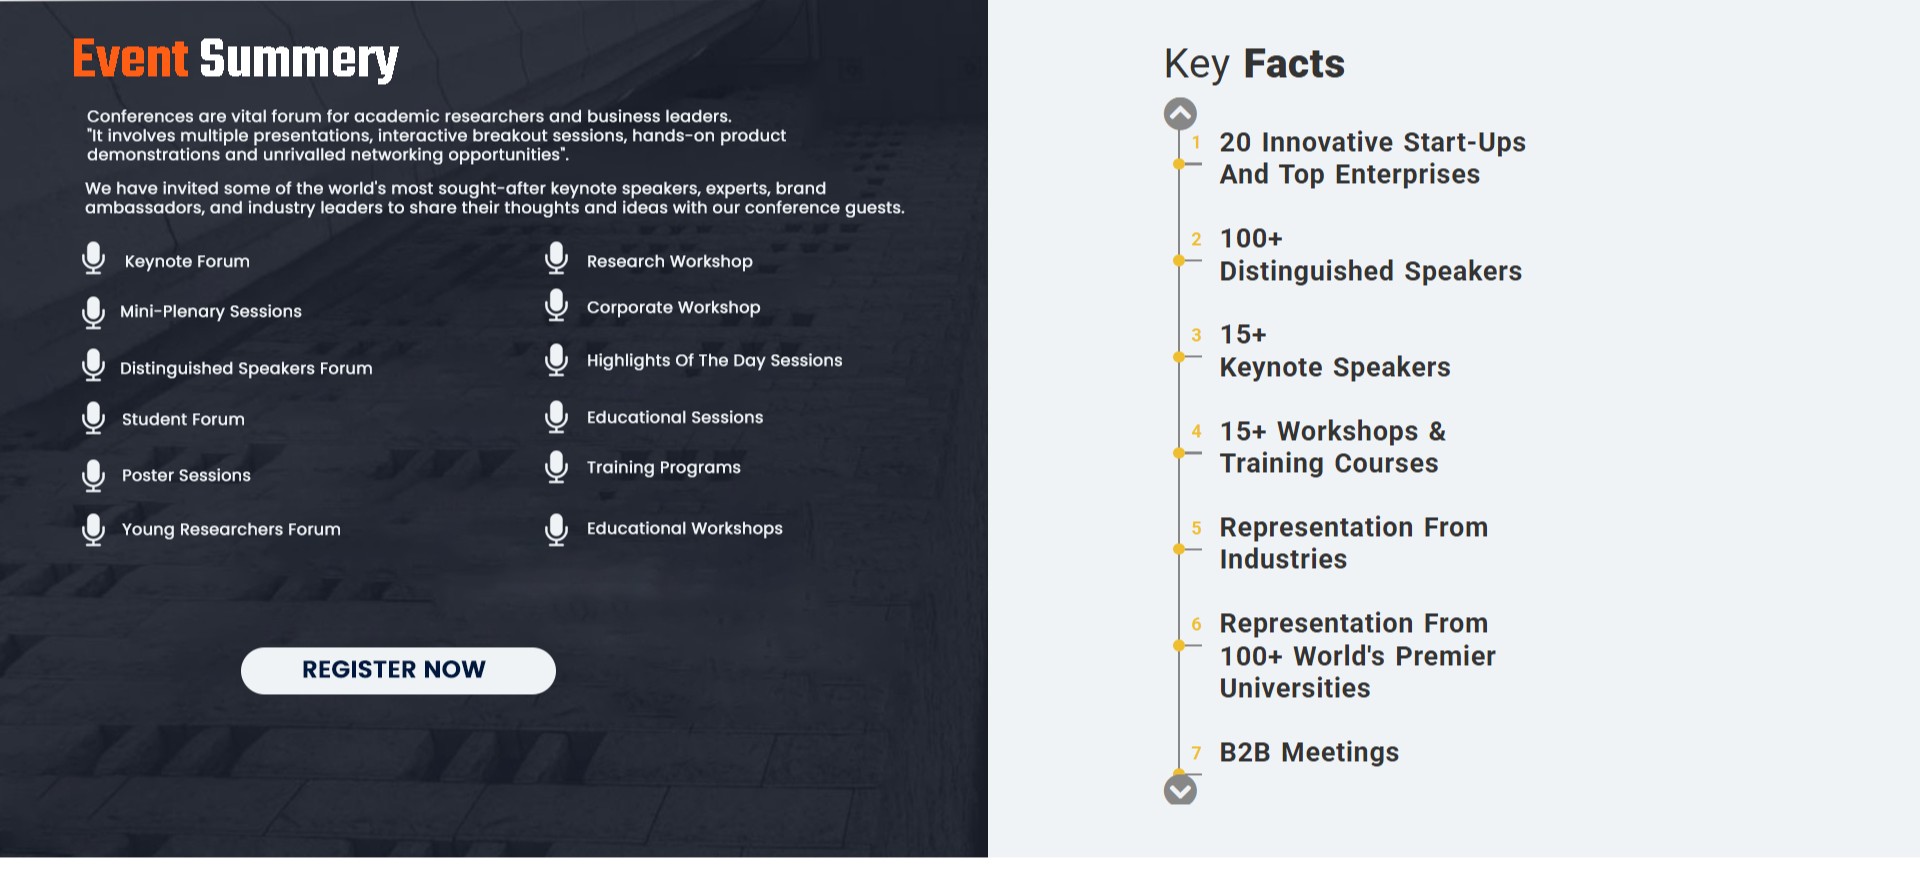 Event Summery
Conferences are vital forum for academic researchers and business leaders.
"It involves multiple presentations, interactive breakout sessions, hands-on product
demonstrations and unrivalled networking opportunities".
We have invited some of the world's most sought-after keynote speakers, experts, brand
ambassadors, and industry leaders to share their thoughts and ideas with our conference guests.
Keynote Forum
Mini-Plenary Sessions
Distinguished Speakers Forum
Student Forum
Poster Sessions
Young Researchers Forum
Research Workshop
Corporate Workshop
Highlights Of The Day Sessions
Educational Sessions
Training Programs
Educational Workshops
REGISTER NOW
Key Facts
1 20 Innovative Start-Ups
And Top Enterprises
2 100+
Distinguished Speakers
3 15+
Keynote Speakers
4 15+ Workshops &
Training Courses
5 Representation From
Industries
6 Representation From
100+ World's Premier
Universities
7 B2B Meetings